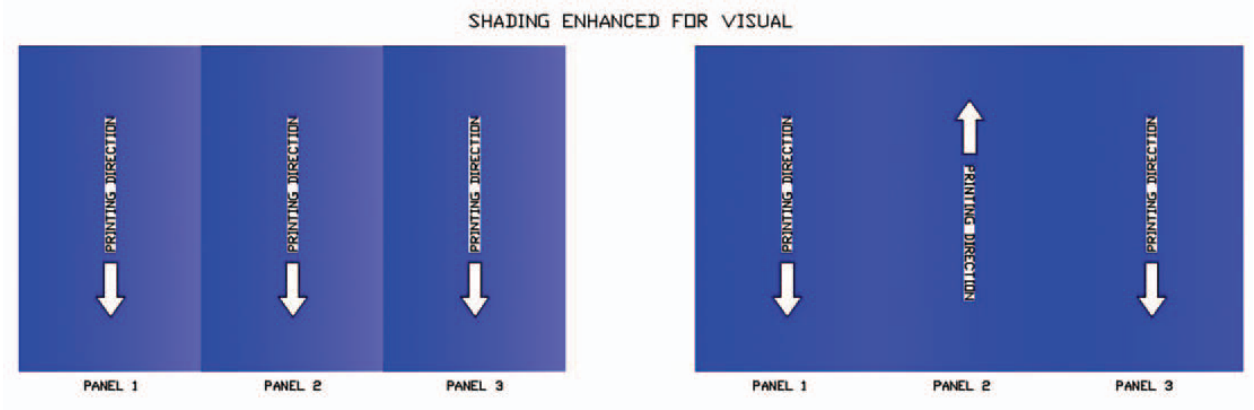 SHADING ENHANCED FOR VISUAL
PRINTING DIRECTION
PRINTING DIRECTION
PRINTING DIRECTION
PRINTING DIRECTION
PRINTING DIRECTION
PRINTING DIRECTION
PANEL 1
PANEL 2
PANEL 3
PANEL 1
PANEL 2
PANEL 3